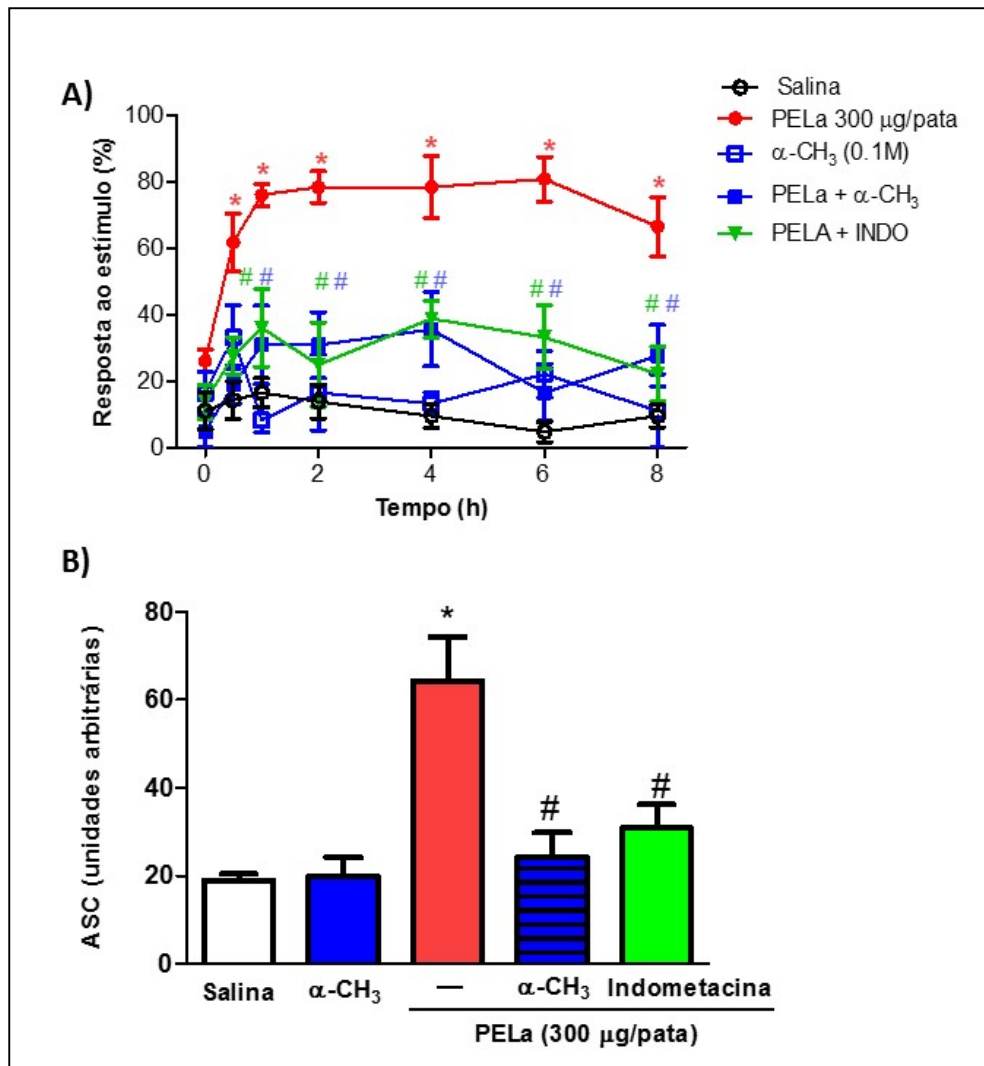 A)
Resposta ao estímulo (%)
100
80
60
40
20
0
* * * * * *
# # # # # # # # # #
0 2 4 6 8
Tempo (h)
Salina
PELa 300 μg/pata
α-CH₃ (0.1M)
PELa + α-CH₃
PELA + INDO
B)
ASC (unidades arbitrárias)
80
60
40
20
0
*
#
#
Salina α-CH₃ — α-CH₃ Indometacina
PELa (300 μg/pata)